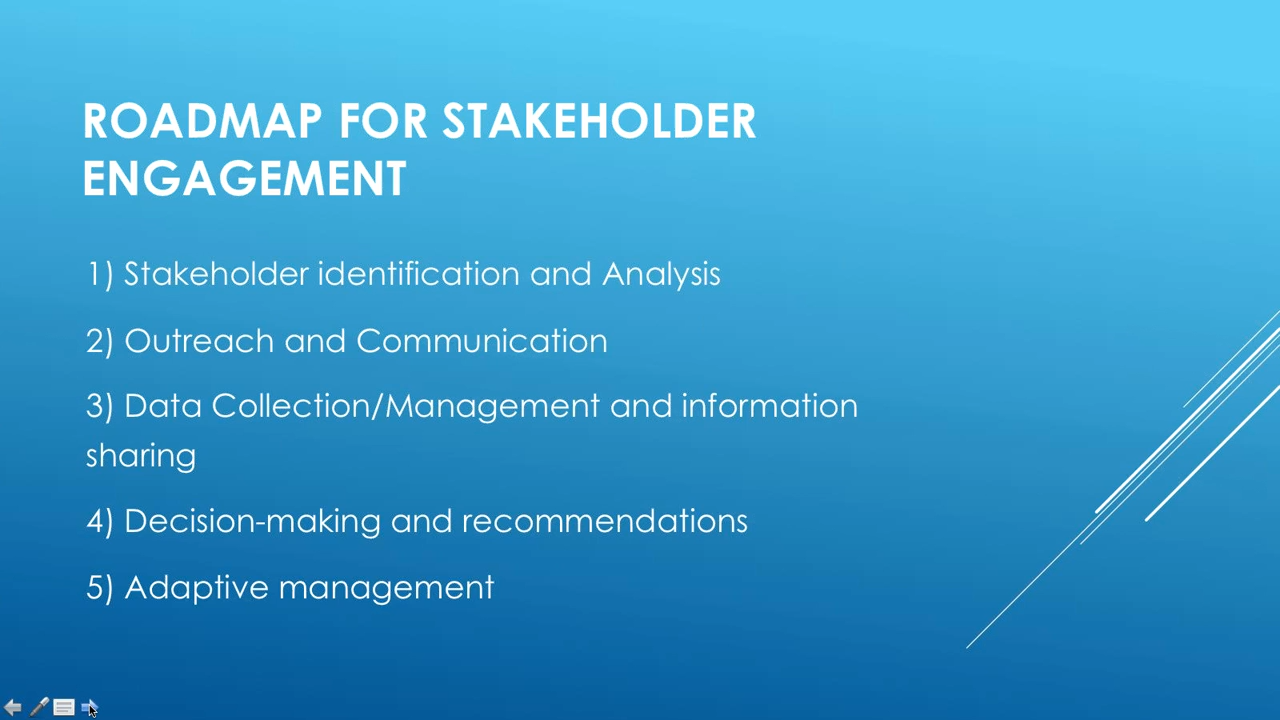 ROADMAP FOR STAKEHOLDER
ENGAGEMENT
1) Stakeholder identification and Analysis
2) Outreach and Communication
3) Data Collection/Management and information
sharing
4) Decision-making and recommendations
5) Adaptive management